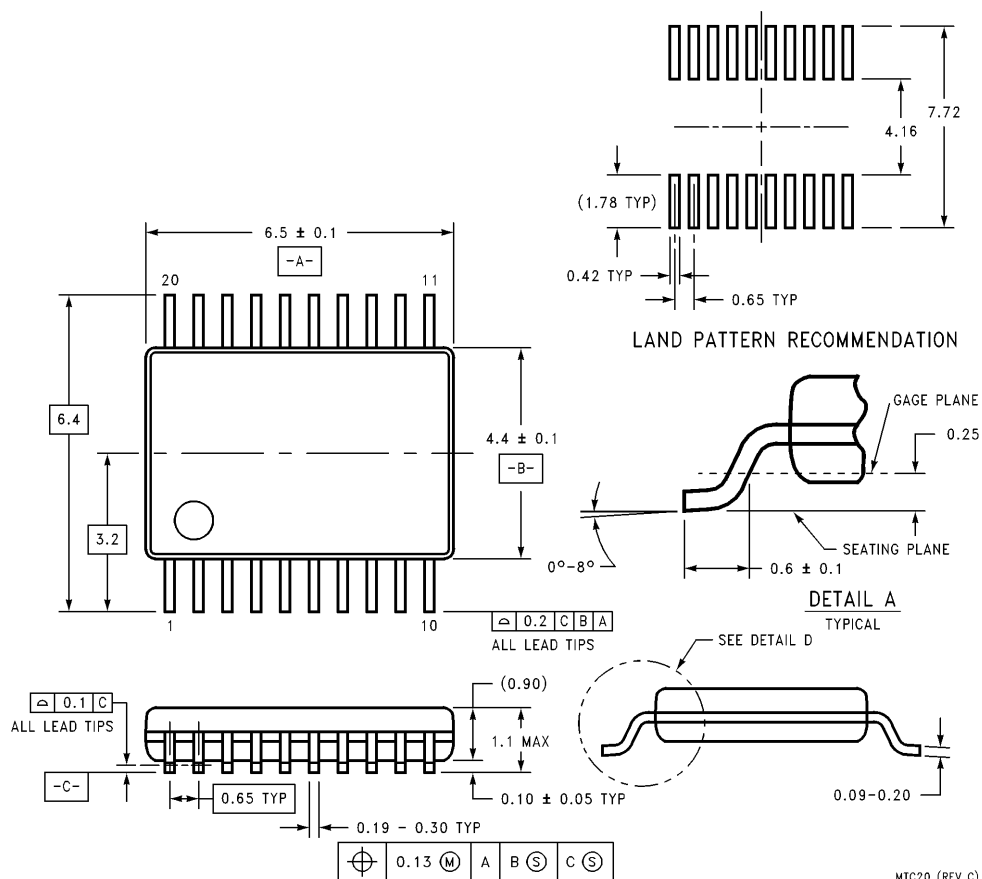 7.72
4.16
(1.78 TYP)
0.42 TYP
0.65 TYP
LAND PATTERN RECOMMENDATION
6.5 ± 0.1
-A-
20
11
6.4
3.2
4.4 ± 0.1
-B-
1
10
⌓ 0.2 C B A
ALL LEAD TIPS
GAGE PLANE
0.25
SEATING PLANE
0°-8°
0.6 ± 0.1
DETAIL A
TYPICAL
SEE DETAIL D
⌓ 0.1 C
ALL LEAD TIPS
-C-
(0.90)
1.1 MAX
0.65 TYP
0.10 ± 0.05 TYP
0.09-0.20
0.19 - 0.30 TYP
⌖ 0.13 Ⓜ A B Ⓢ C Ⓢ
MTC20 (REV C)